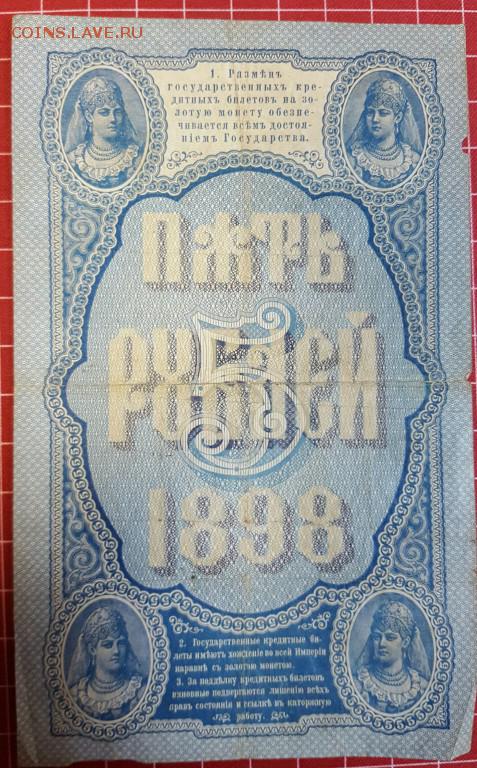 COINS.LAVE.RU
1. Размѣнъ
государственныхъ кре-
дитныхъ билетовъ на зо-
лотую монету обезпе-
чивается всѣмъ достоя-
ніемъ Государства.
ПЯТЬ
РУБЛЕЙ
5
1898
2. Государственные кредитные би-
леты имѣютъ хожденіе во всей Имперіи
наравнѣ съ золотою монетою.
3. За поддѣлку кредитныхъ билетовъ
виновные подвергаются лишенію всѣхъ
правъ состоянія и ссылкѣ въ каторжную
работу.